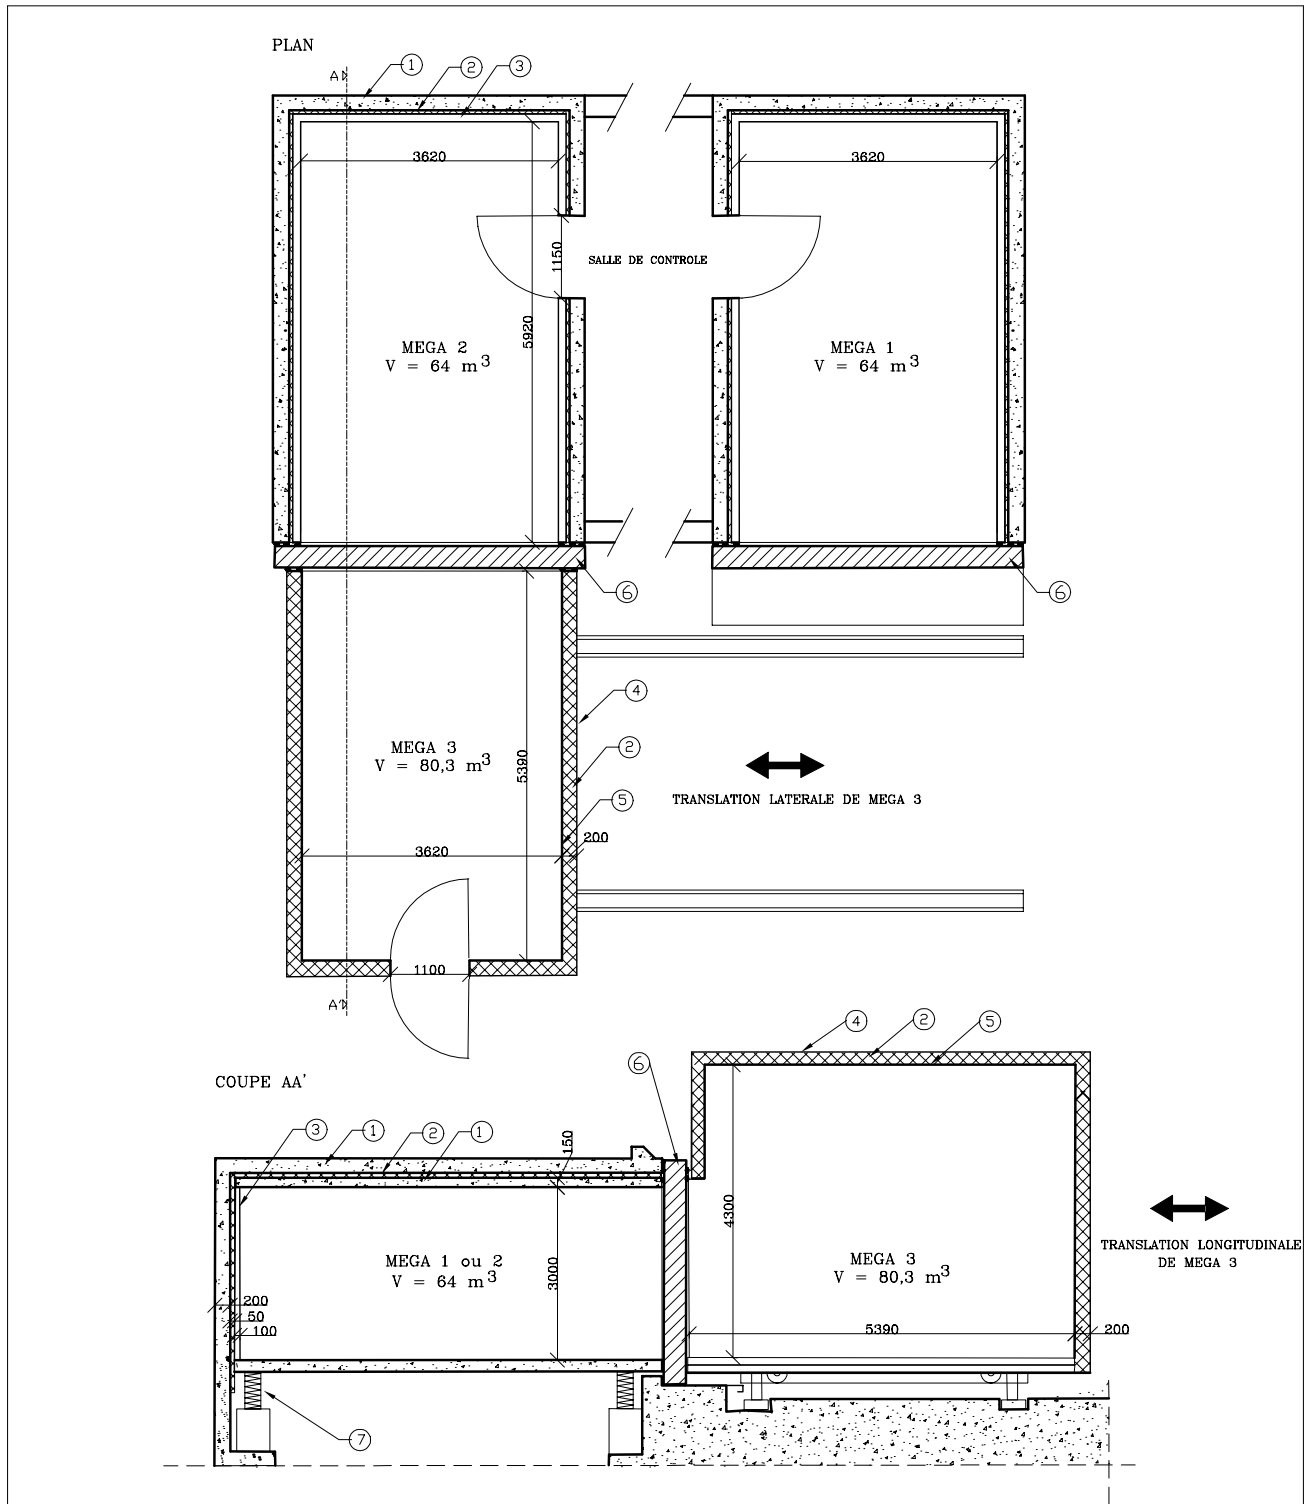 PLAN
A
1
2
3
3620
3620
1150
SALLE DE CONTROLE
5920
MEGA 2
V = 64 m3
MEGA 1
V = 64 m3
6
6
4
MEGA 3
V = 80,3 m3
5390
2
TRANSLATION LATERALE DE MEGA 3
5
200
3620
1100
A'
4
2
5
COUPE AA'
6
3
1
2
1
150
4300
MEGA 1 ou 2
V = 64 m3
3000
MEGA 3
V = 80,3 m3
TRANSLATION LONGITUDINALE
DE MEGA 3
200
50
100
5390
200
7